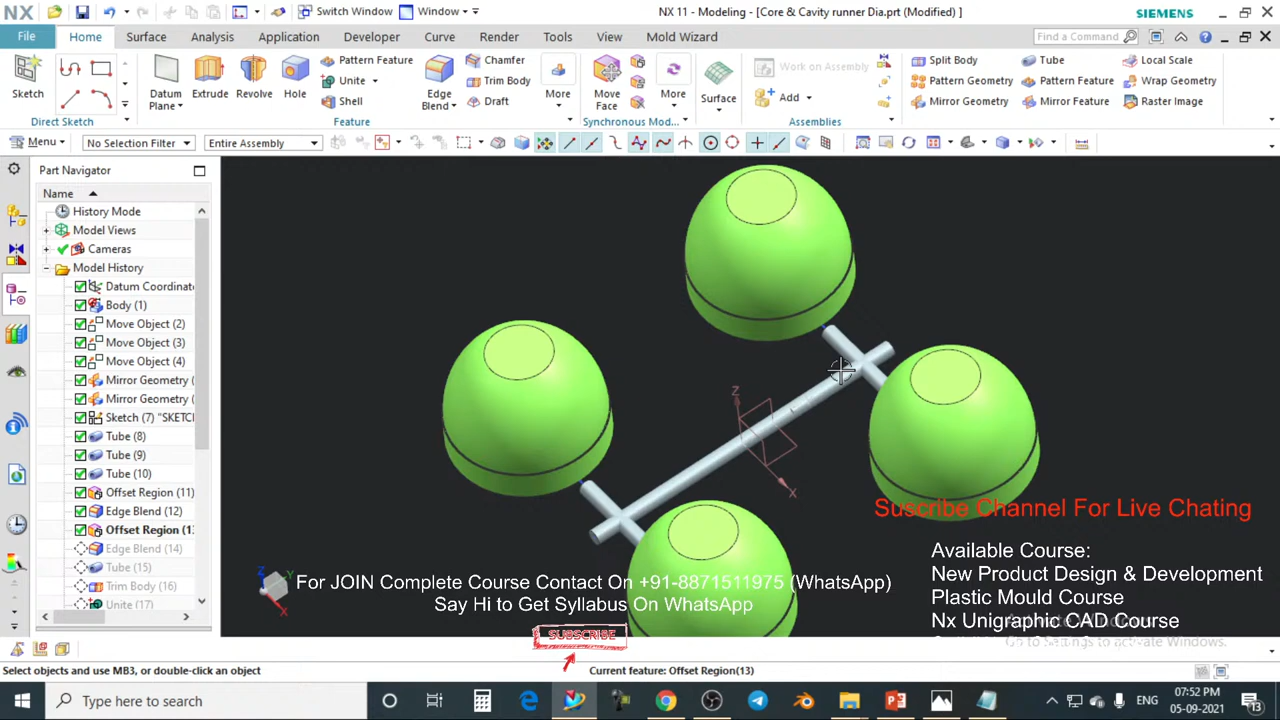 NX
Switch Window
Window
NX 11 - Modeling - [Core & Cavity runner Dia.prt (Modified) ]
SIEMENS
File
Home
Surface
Analysis
Application
Developer
Curve
Render
Tools
View
Mold Wizard
Find a Command
Sketch
Direct Sketch
Datum Plane
Extrude
Revolve
Hole
Pattern Feature
Unite
Shell
Edge Blend
Chamfer
Trim Body
Draft
More
Feature
Move Face
More
Synchronous Mod...
Surface
Work on Assembly
Add
Assemblies
Split Body
Pattern Geometry
Mirror Geometry
Tube
Pattern Feature
Mirror Feature
Local Scale
Wrap Geometry
Raster Image
Menu
No Selection Filter
Entire Assembly
Part Navigator
Name
History Mode
Model Views
Cameras
Model History
Datum Coordinat
Body (1)
Move Object (2)
Move Object (3)
Move Object (4)
Mirror Geometry (
Mirror Geometry (
Sketch (7) "SKETC
Tube (8)
Tube (9)
Tube (10)
Offset Region (11)
Edge Blend (12)
Offset Region (13
Edge Blend (14)
Tube (15)
Trim Body (16)
Unite (17)
Z
X
Z
Y
X
Suscribe Channel For Live Chating
Available Course:
New Product Design & Development
Plastic Mould Course
Nx Unigraphic CAD Course
Go to Settings to activate Windows.
For JOIN Complete Course Contact On +91-8871511975 (WhatsApp)
Say Hi to Get Syllabus On WhatsApp
SUBSCRIBE
Select objects and use MB3, or double-click an object
Current feature: Offset Region(13)
Type here to search
ENG
07:52 PM
05-09-2021
13